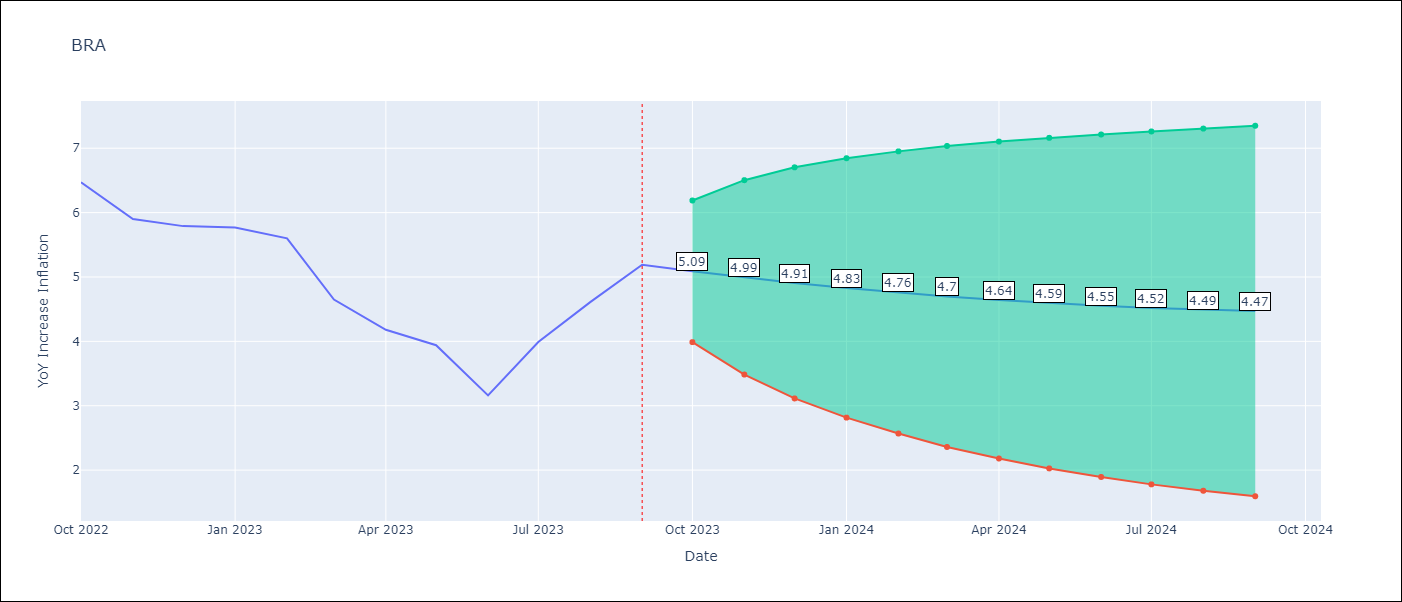 BRA
YoY Increase Inflation
7
6
5
4
3
2
5.09
4.99
4.91
4.83
4.76
4.7
4.64
4.59
4.55
4.52
4.49
4.47
Oct 2022
Jan 2023
Apr 2023
Jul 2023
Oct 2023
Jan 2024
Apr 2024
Jul 2024
Oct 2024
Date